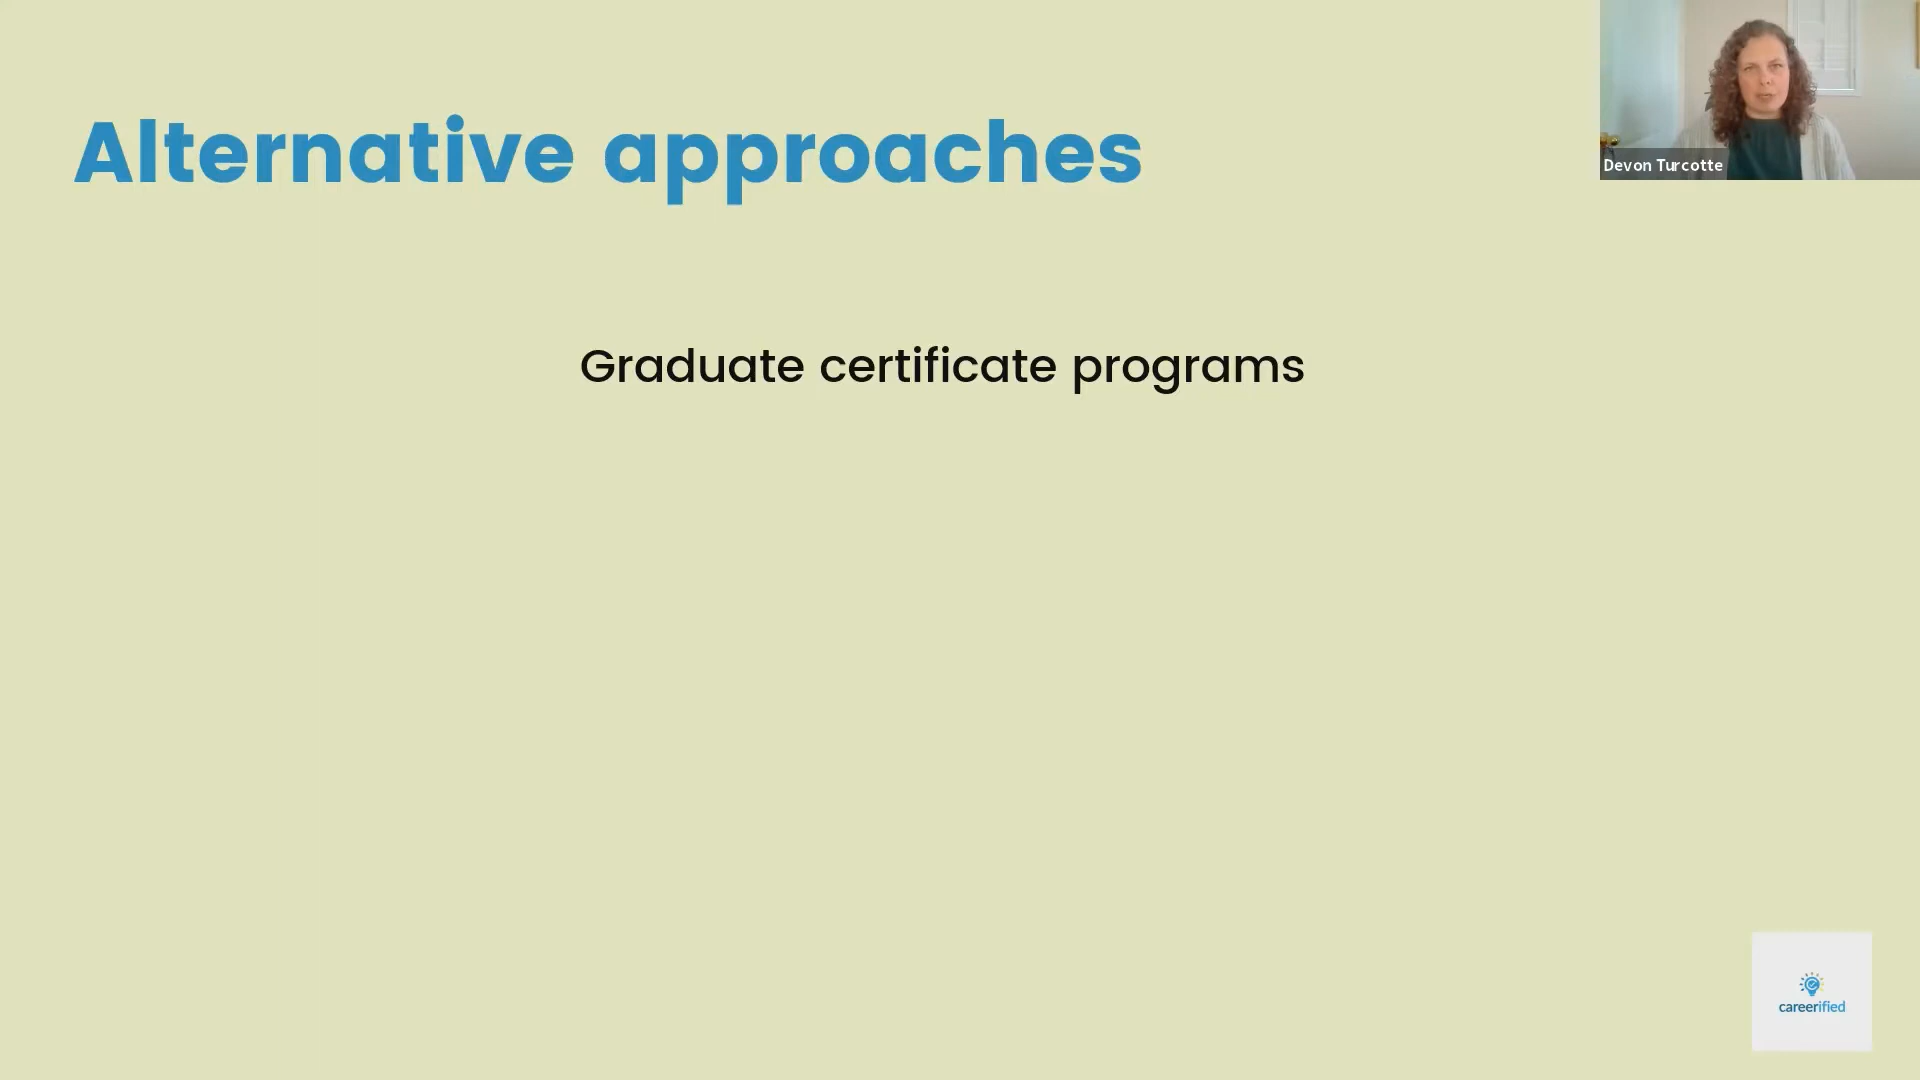 Alternative approaches
Devon Turcotte
Graduate certificate programs
careerified